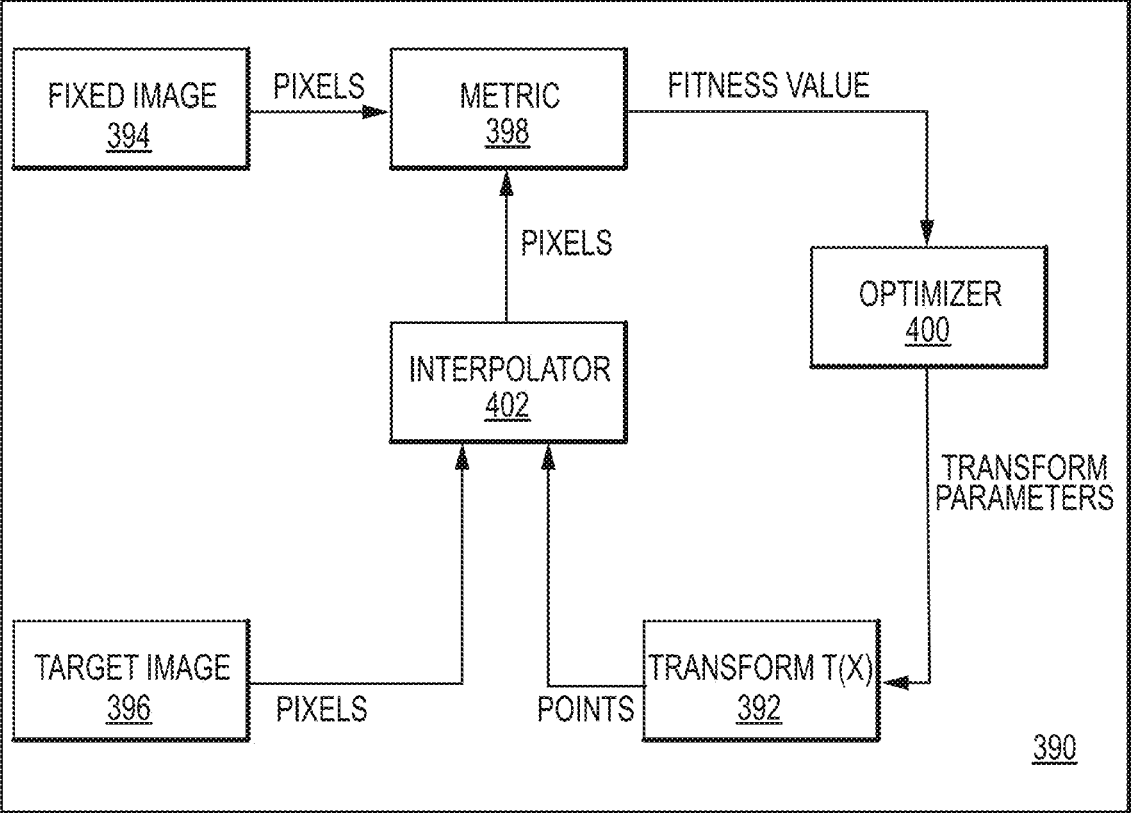 FIXED IMAGE
394
PIXELS
METRIC
398
FITNESS VALUE
PIXELS
OPTIMIZER
400
INTERPOLATOR
402
TRANSFORM
PARAMETERS
TARGET IMAGE
396
PIXELS
POINTS
TRANSFORM T(X)
392
390